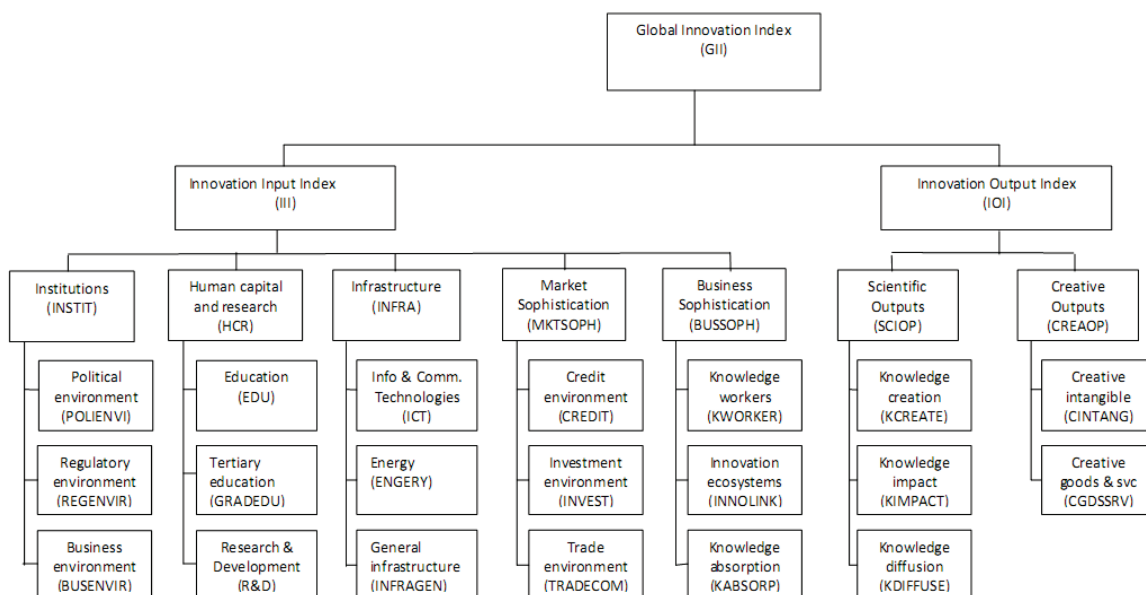 Global Innovation Index
(GII)
Innovation Input Index
(III)
Innovation Output Index
(IOI)
Institutions
(INSTIT)
Human capital
and research
(HCR)
Infrastructure
(INFRA)
Market
Sophistication
(MKTSOPH)
Business
Sophistication
(BUSSOPH)
Scientific
Outputs
(SCIOP)
Creative
Outputs
(CREAOP)
Political
environment
(POLIENVI)
Education
(EDU)
Info & Comm.
Technologies
(ICT)
Credit
environment
(CREDIT)
Knowledge
workers
(KWORKER)
Knowledge
creation
(KCREATE)
Creative
intangible
(CINTANG)
Regulatory
environment
(REGENVIR)
Tertiary
education
(GRADEDU)
Energy
(ENGERY)
Investment
environment
(INVEST)
Innovation
ecosystems
(INNOLINK)
Knowledge
impact
(KIMPACT)
Creative
goods & svc
(CGDSSRV)
Business
environment
(BUSENVIR)
Research &
Development
(R&D)
General
infrastructure
(INFRAGEN)
Trade
environment
(TRADECOM)
Knowledge
absorption
(KABSORP)
Knowledge
diffusion
(KDIFFUSE)